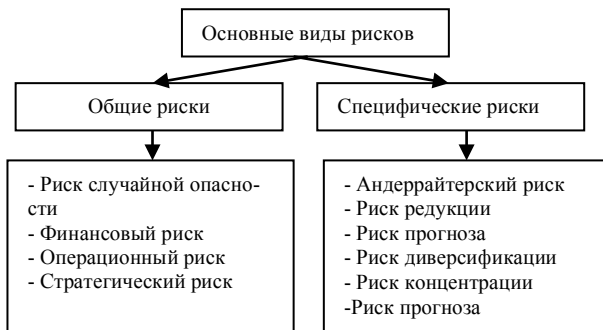 Основные виды рисков
Общие риски
Специфические риски
- Риск случайной опасно-
сти
- Финансовый риск
- Операционный риск
- Стратегический риск
- Андеррайтерский риск
- Риск редукции
- Риск прогноза
- Риск диверсификации
- Риск концентрации
-Риск прогноза